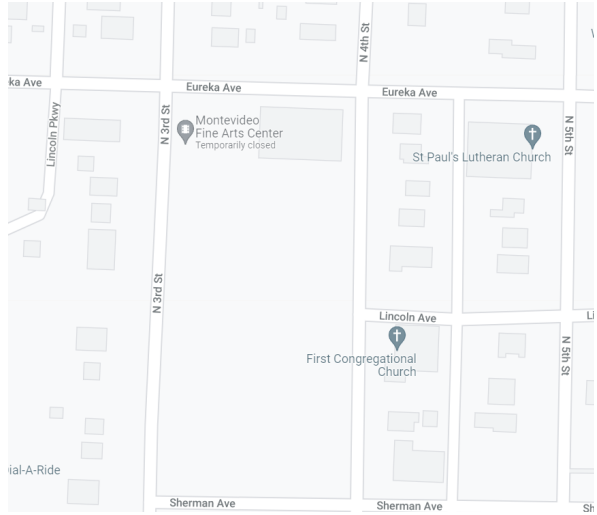 N 4th St
ka Ave
Eureka Ave
Eureka Ave
Lincoln Pkwy
N 3rd St
Montevideo
Fine Arts Center
Temporarily closed
N 5th St
St Paul's Lutheran Church
N 3rd St
Lincoln Ave
Li
First Congregational
Church
N 5th St
ial-A-Ride
Sherman Ave
Sherman Ave
Sh